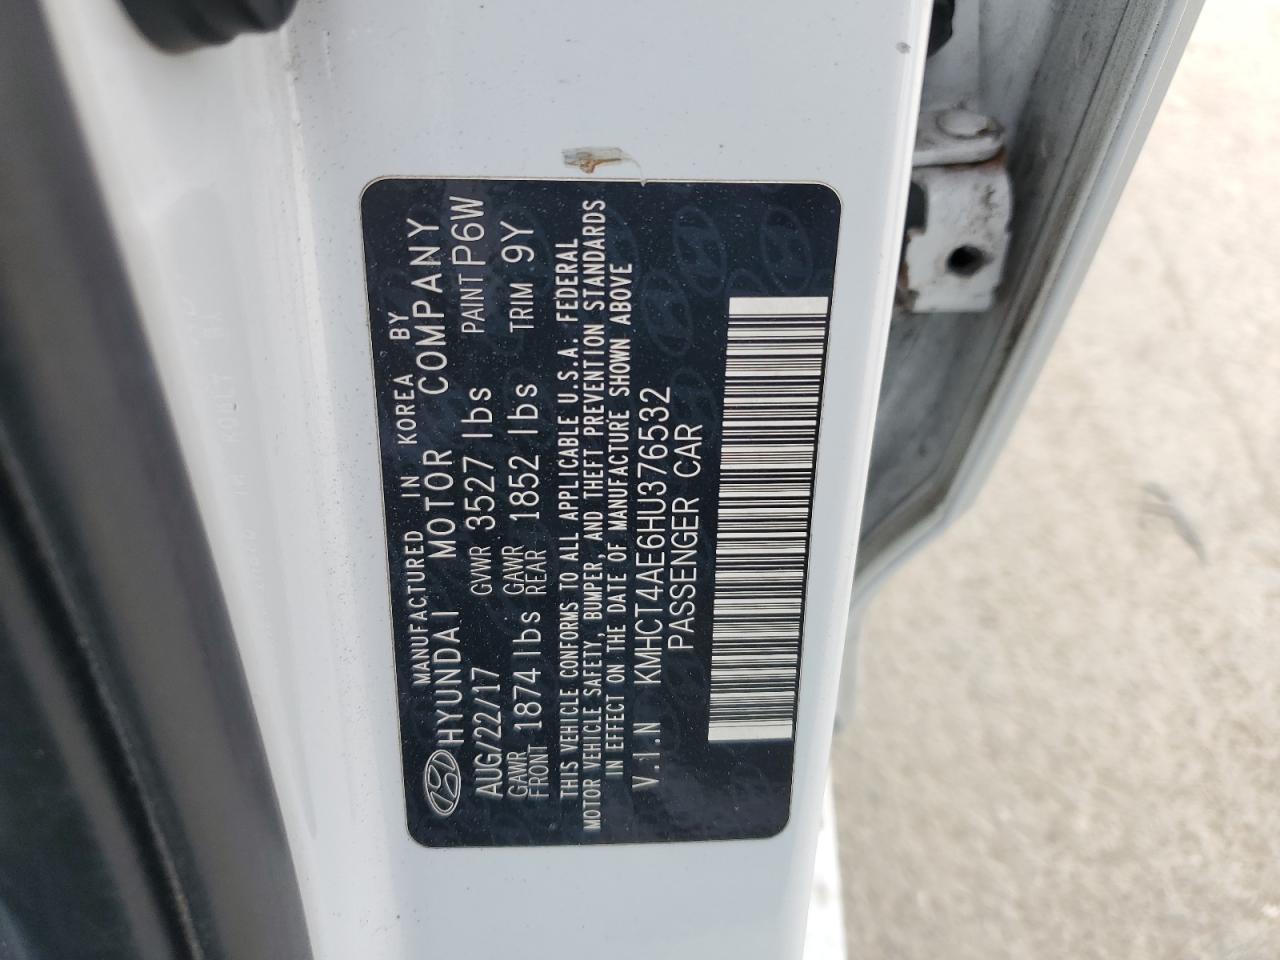 MANUFACTURED IN KOREA BY
HYUNDAI MOTOR COMPANY
AUG/22/17 GVWR 3527 lbs PAINT P6W
GAWR FRONT 1874 lbs GAWR REAR 1852 lbs TRIM 9Y
THIS VEHICLE CONFORMS TO ALL APPLICABLE U.S.A. FEDERAL
MOTOR VEHICLE SAFETY, BUMPER, AND THEFT PREVENTION STANDARDS
IN EFFECT ON THE DATE OF MANUFACTURE SHOWN ABOVE
V.I.N KMHCT4AE6HU376532
PASSENGER CAR